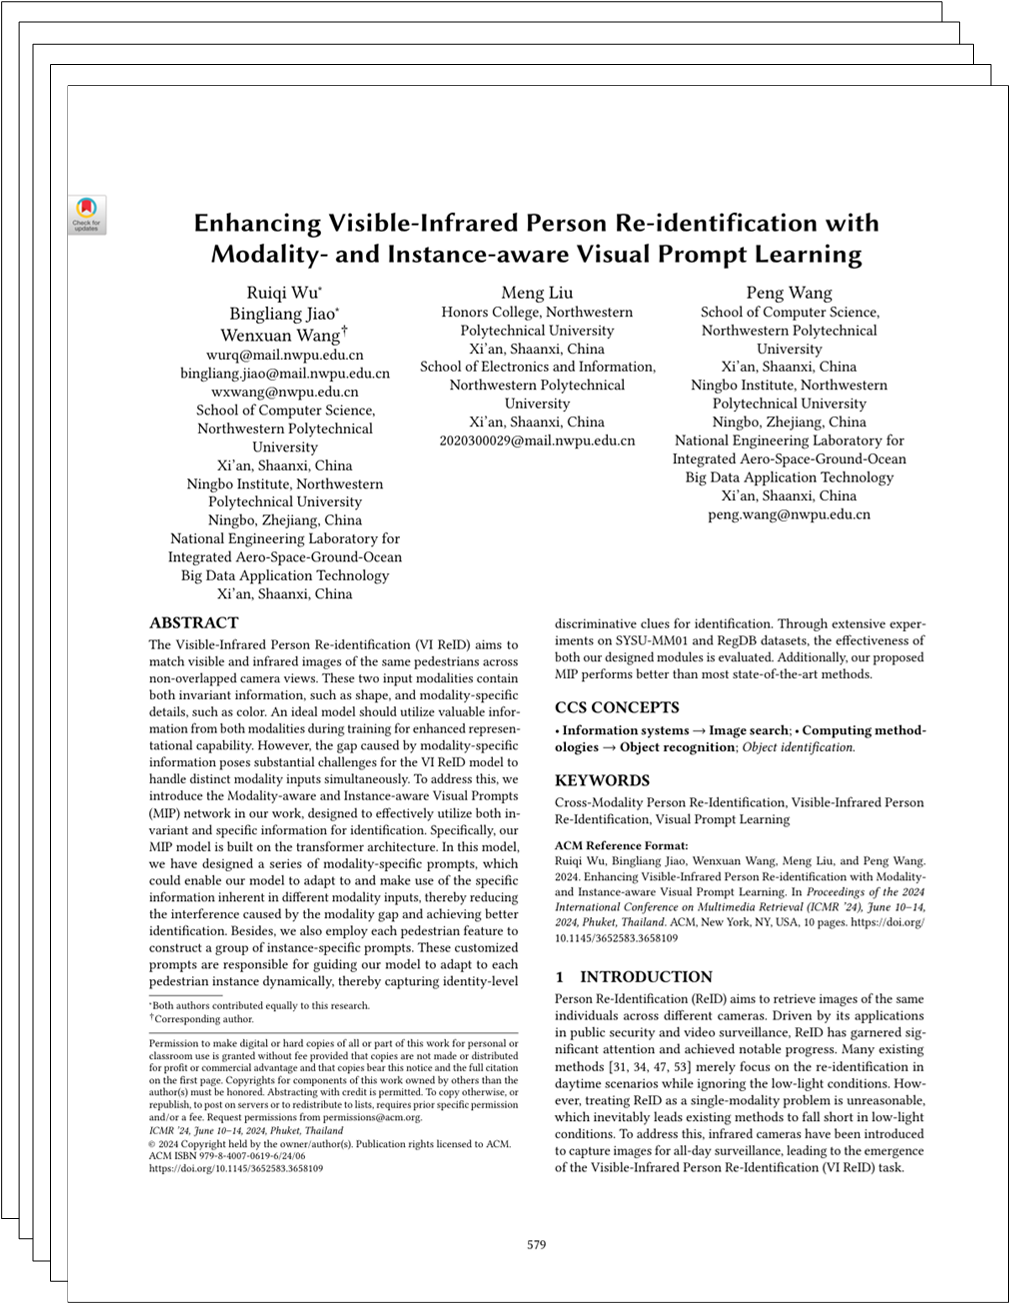 Check for
updates
Enhancing Visible-Infrared Person Re-identification with
Modality- and Instance-aware Visual Prompt Learning
Ruiqi Wu*
Bingliang Jiao*
Wenxuan Wang†
wurq@mail.nwpu.edu.cn
bingliang.jiao@mail.nwpu.edu.cn
wxwang@nwpu.edu.cn
School of Computer Science,
Northwestern Polytechnical
University
Xi'an, Shaanxi, China
Ningbo Institute, Northwestern
Polytechnical University
Ningbo, Zhejiang, China
National Engineering Laboratory for
Integrated Aero-Space-Ground-Ocean
Big Data Application Technology
Xi'an, Shaanxi, China
Meng Liu
Honors College, Northwestern
Polytechnical University
Xi'an, Shaanxi, China
School of Electronics and Information,
Northwestern Polytechnical
University
Xi'an, Shaanxi, China
2020300029@mail.nwpu.edu.cn
Peng Wang
School of Computer Science,
Northwestern Polytechnical
University
Xi'an, Shaanxi, China
Ningbo Institute, Northwestern
Polytechnical University
Ningbo, Zhejiang, China
National Engineering Laboratory for
Integrated Aero-Space-Ground-Ocean
Big Data Application Technology
Xi'an, Shaanxi, China
peng.wang@nwpu.edu.cn
ABSTRACT
The Visible-Infrared Person Re-identification (VI ReID) aims to
match visible and infrared images of the same pedestrians across
non-overlapped camera views. These two input modalities contain
both invariant information, such as shape, and modality-specific
details, such as color. An ideal model should utilize valuable infor-
mation from both modalities during training for enhanced represen-
tational capability. However, the gap caused by modality-specific
information poses substantial challenges for the VI ReID model to
handle distinct modality inputs simultaneously. To address this, we
introduce the Modality-aware and Instance-aware Visual Prompts
(MIP) network in our work, designed to effectively utilize both in-
variant and specific information for identification. Specifically, our
MIP model is built on the transformer architecture. In this model,
we have designed a series of modality-specific prompts, which
could enable our model to adapt to and make use of the specific
information inherent in different modality inputs, thereby reducing
the interference caused by the modality gap and achieving better
identification. Besides, we also employ each pedestrian feature to
construct a group of instance-specific prompts. These customized
prompts are responsible for guiding our model to adapt to each
pedestrian instance dynamically, thereby capturing identity-level
*Both authors contributed equally to this research.
†Corresponding author.
Permission to make digital or hard copies of all or part of this work for personal or
classroom use is granted without fee provided that copies are not made or distributed
for profit or commercial advantage and that copies bear this notice and the full citation
on the first page. Copyrights for components of this work owned by others than the
author(s) must be honored. Abstracting with credit is permitted. To copy otherwise, or
republish, to post on servers or to redistribute to lists, requires prior specific permission
and/or a fee. Request permissions from permissions@acm.org.
ICMR '24, June 10–14, 2024, Phuket, Thailand
© 2024 Copyright held by the owner/author(s). Publication rights licensed to ACM.
ACM ISBN 979-8-4007-0619-6/24/06
https://doi.org/10.1145/3652583.3658109
discriminative clues for identification. Through extensive exper-
iments on SYSU-MM01 and RegDB datasets, the effectiveness of
both our designed modules is evaluated. Additionally, our proposed
MIP performs better than most state-of-the-art methods.
CCS CONCEPTS
• Information systems → Image search; • Computing method-
ologies → Object recognition; Object identification.
KEYWORDS
Cross-Modality Person Re-Identification, Visible-Infrared Person
Re-Identification, Visual Prompt Learning
ACM Reference Format:
Ruiqi Wu, Bingliang Jiao, Wenxuan Wang, Meng Liu, and Peng Wang.
2024. Enhancing Visible-Infrared Person Re-identification with Modality-
and Instance-aware Visual Prompt Learning. In Proceedings of the 2024
International Conference on Multimedia Retrieval (ICMR '24), June 10–14,
2024, Phuket, Thailand. ACM, New York, NY, USA, 10 pages. https://doi.org/
10.1145/3652583.3658109
1 INTRODUCTION
Person Re-Identification (ReID) aims to retrieve images of the same
individuals across different cameras. Driven by its applications
in public security and video surveillance, ReID has garnered sig-
nificant attention and achieved notable progress. Many existing
methods [31, 34, 47, 53] merely focus on the re-identification in
daytime scenarios while ignoring the low-light conditions. How-
ever, treating ReID as a single-modality problem is unreasonable,
which inevitably leads existing methods to fall short in low-light
conditions. To address this, infrared cameras have been introduced
to capture images for all-day surveillance, leading to the emergence
of the Visible-Infrared Person Re-Identification (VI ReID) task.
579